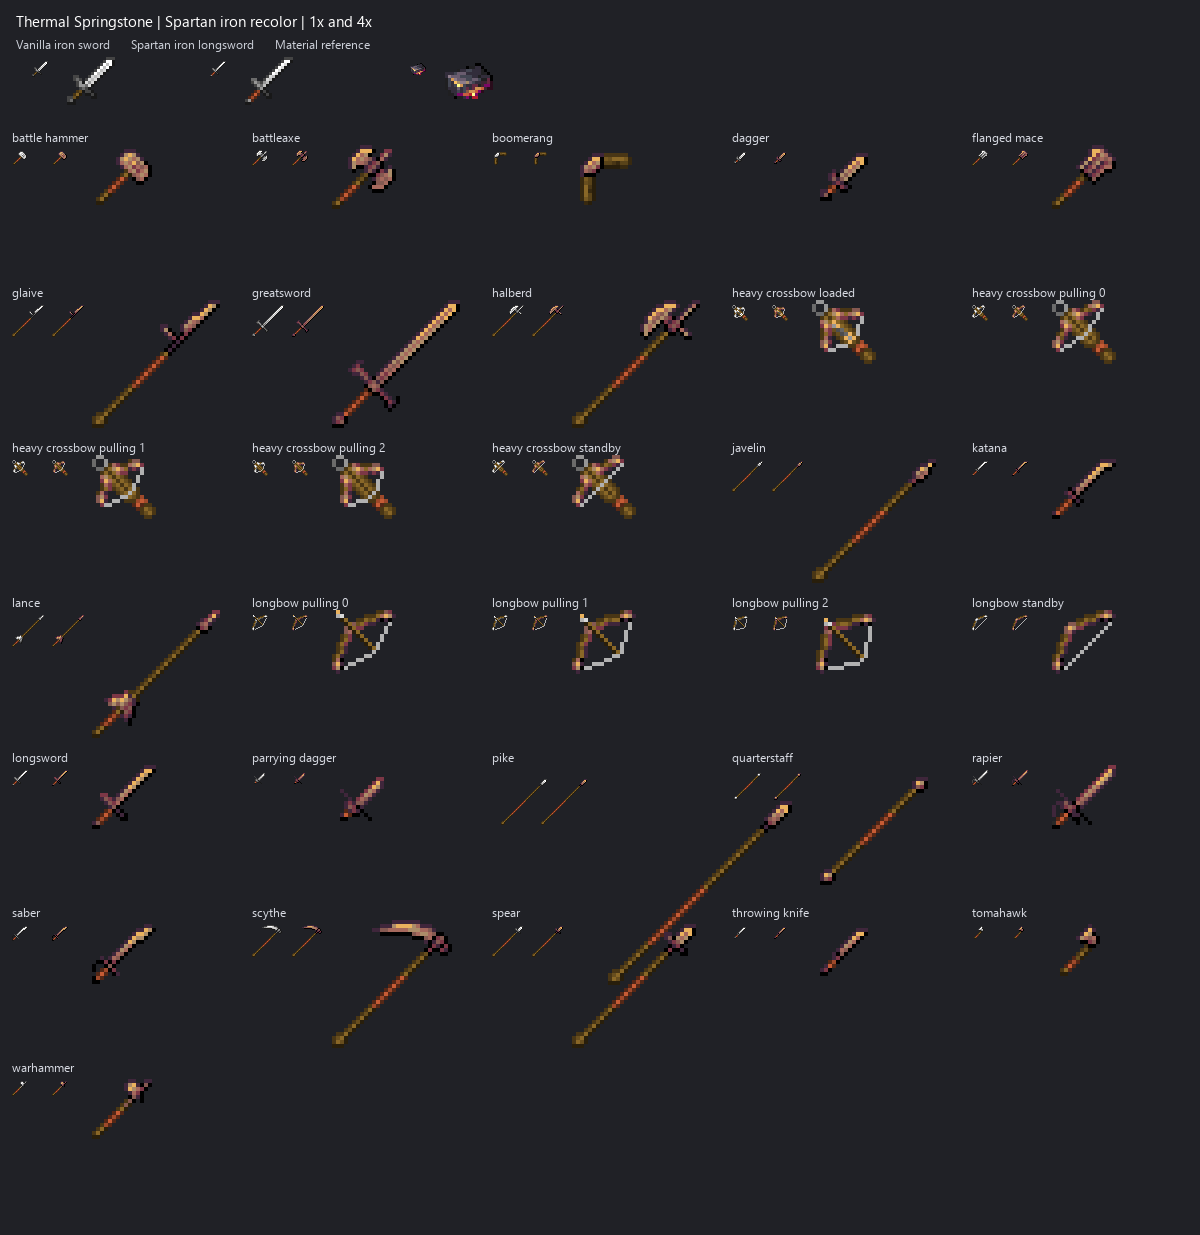 Thermal Springstone | Spartan iron recolor | 1x and 4x
Vanilla iron sword Spartan iron longsword Material reference
battle hammer battleaxe boomerang dagger flanged mace
glaive greatsword halberd heavy crossbow loaded heavy crossbow pulling 0
heavy crossbow pulling 1 heavy crossbow pulling 2 heavy crossbow standby javelin katana
lance longbow pulling 0 longbow pulling 1 longbow pulling 2 longbow standby
longsword parrying dagger pike quarterstaff rapier
saber scythe spear throwing knife tomahawk
warhammer